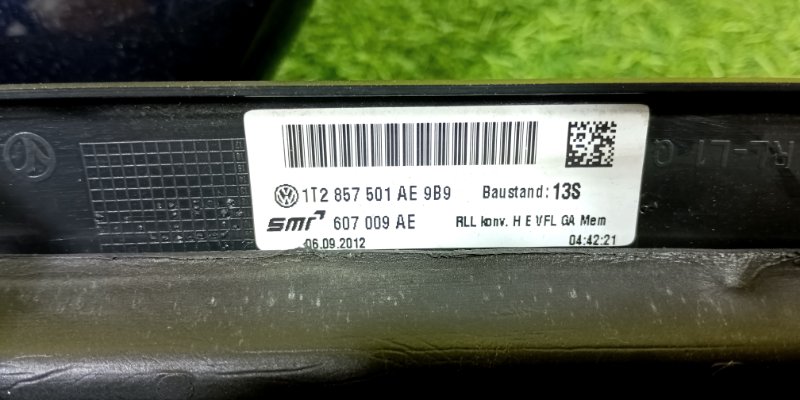 1T2 857 501 AE 9B9 Baustand: 13S
smr 607 009 AE RLL konv. H E VFL GA Mem
06.09.2012 04:42:21